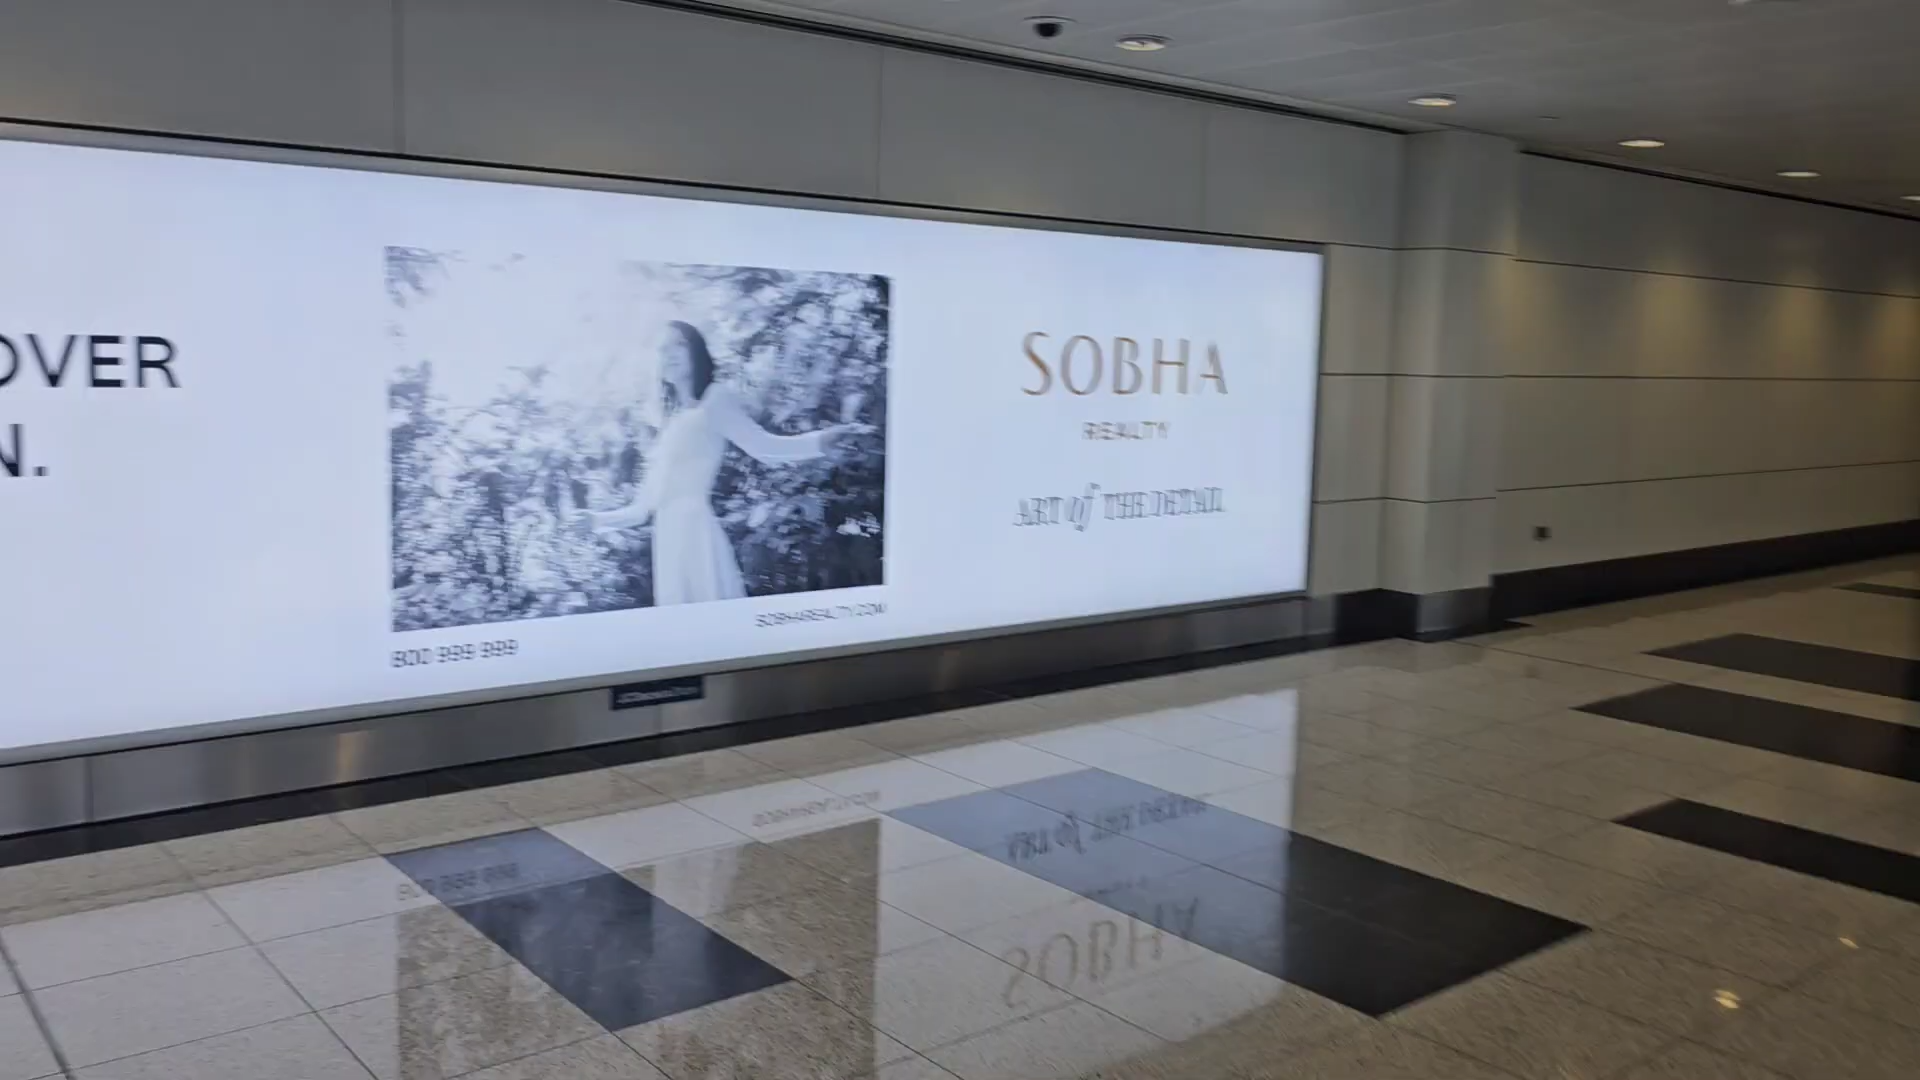 OVER
N.
SOBHA
REALTY
ART of THE DETAIL
800 999 999
SOBHAREALTY.COM